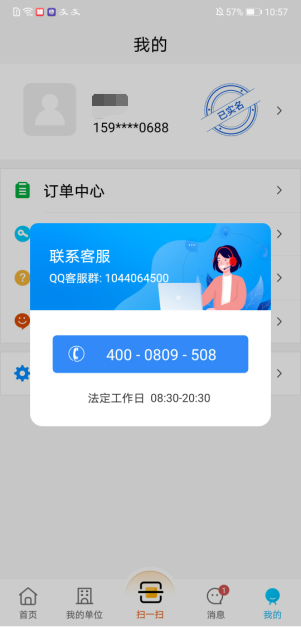 57% 10:57
我的
159****0688
已实名
订单中心
联系客服
QQ客服群: 1044064500
400 - 0809 - 508
法定工作日 08:30-20:30
首页
我的单位
扫一扫
1
消息
我的